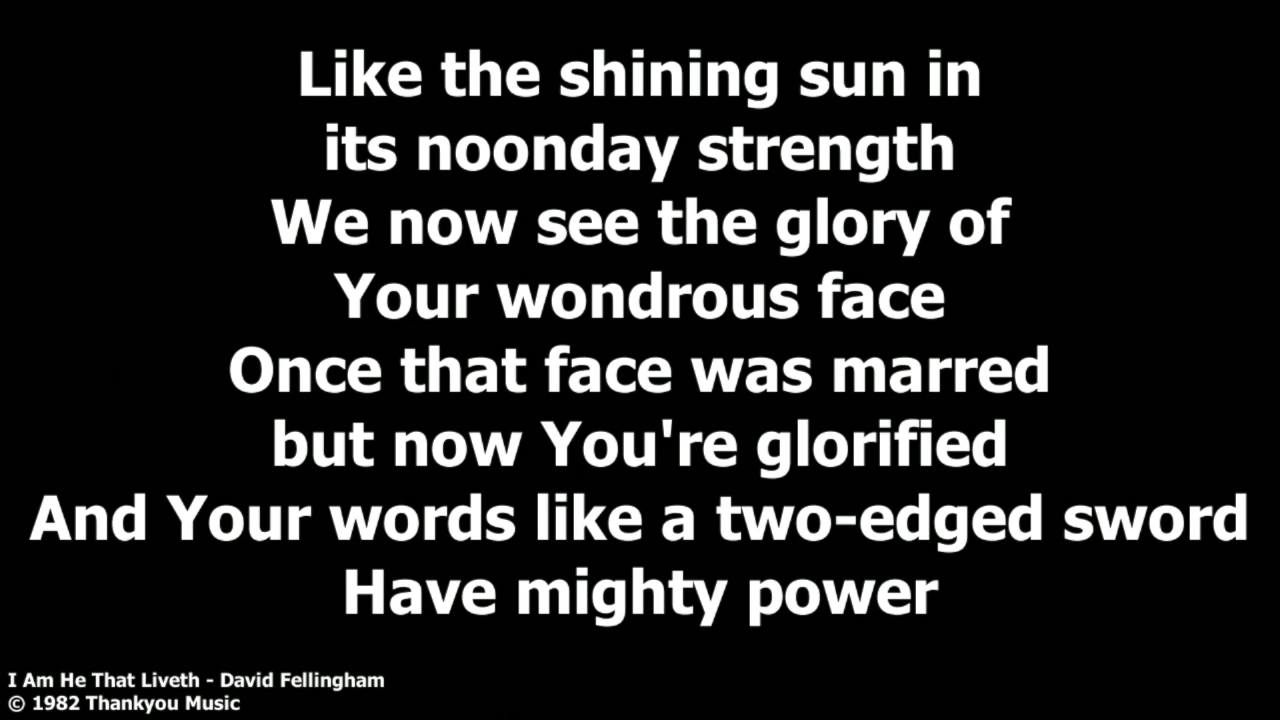 Like the shining sun in
its noonday strength
We now see the glory of
Your wondrous face
Once that face was marred
but now You're glorified
And Your words like a two-edged sword
Have mighty power
I Am He That Liveth - David Fellingham
© 1982 Thankyou Music